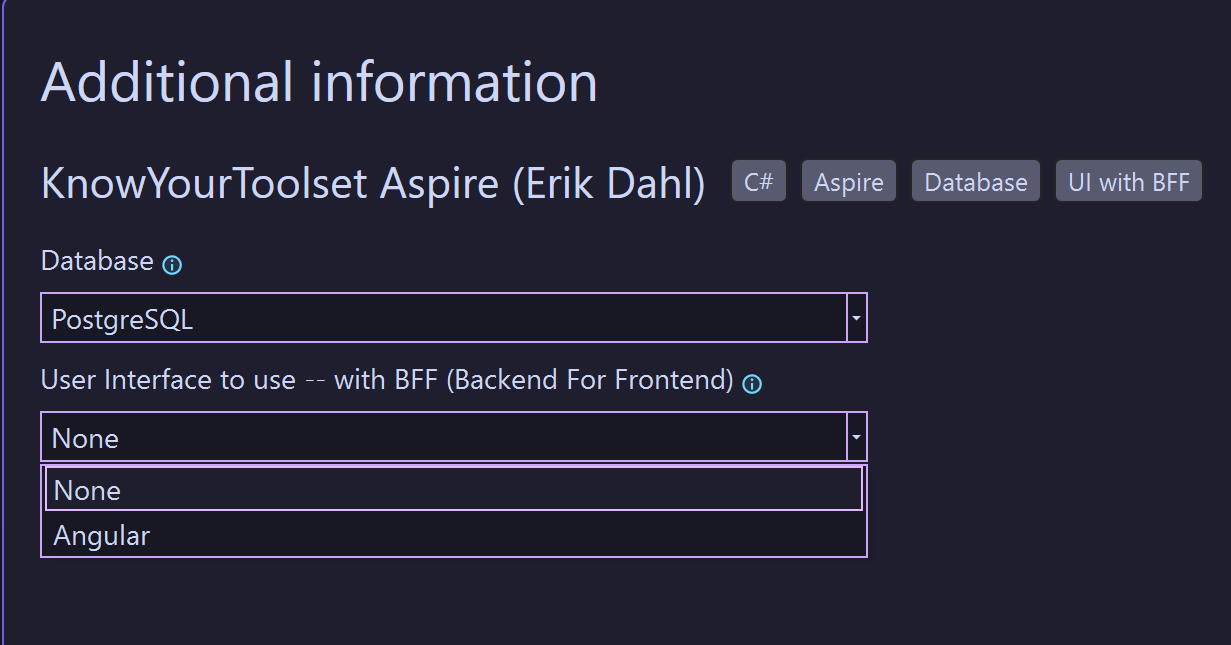 Additional information
KnowYourToolset Aspire (Erik Dahl) C# Aspire Database UI with BFF
Database
PostgreSQL
User Interface to use -- with BFF (Backend For Frontend)
None
None
Angular